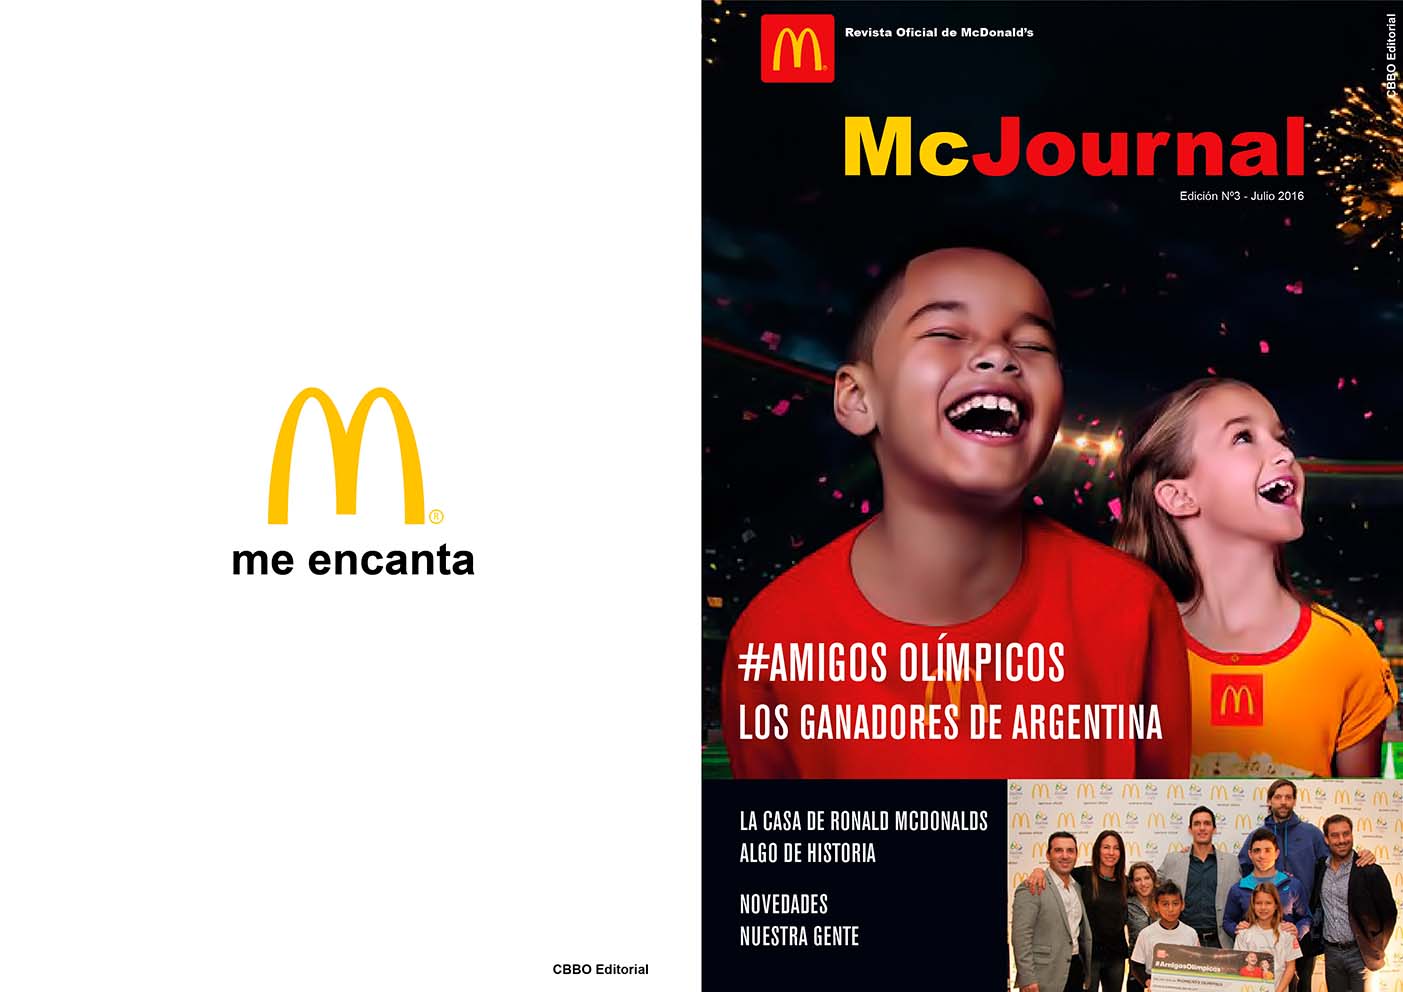 me encanta
CBBO Editorial
Revista Oficial de McDonald's
CBBO Editorial
McJournal
Edición Nº3 - Julio 2016
#AMIGOS OLÍMPICOS
LOS GANADORES DE ARGENTINA
LA CASA DE RONALD MCDONALDS
ALGO DE HISTORIA
NOVEDADES
NUESTRA GENTE
#AmigosOlímpicos